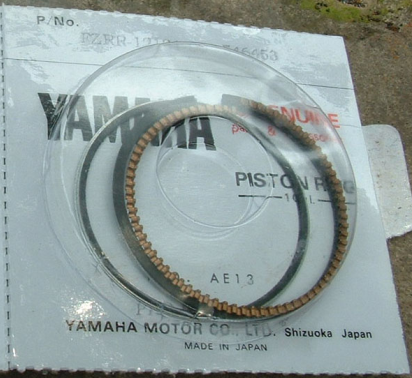 P/No.
YAMAHA
GENUINE
PISTON RING
AE13
YAMAHA MOTOR CO., LTD. Shizuoka Japan
MADE IN JAPAN